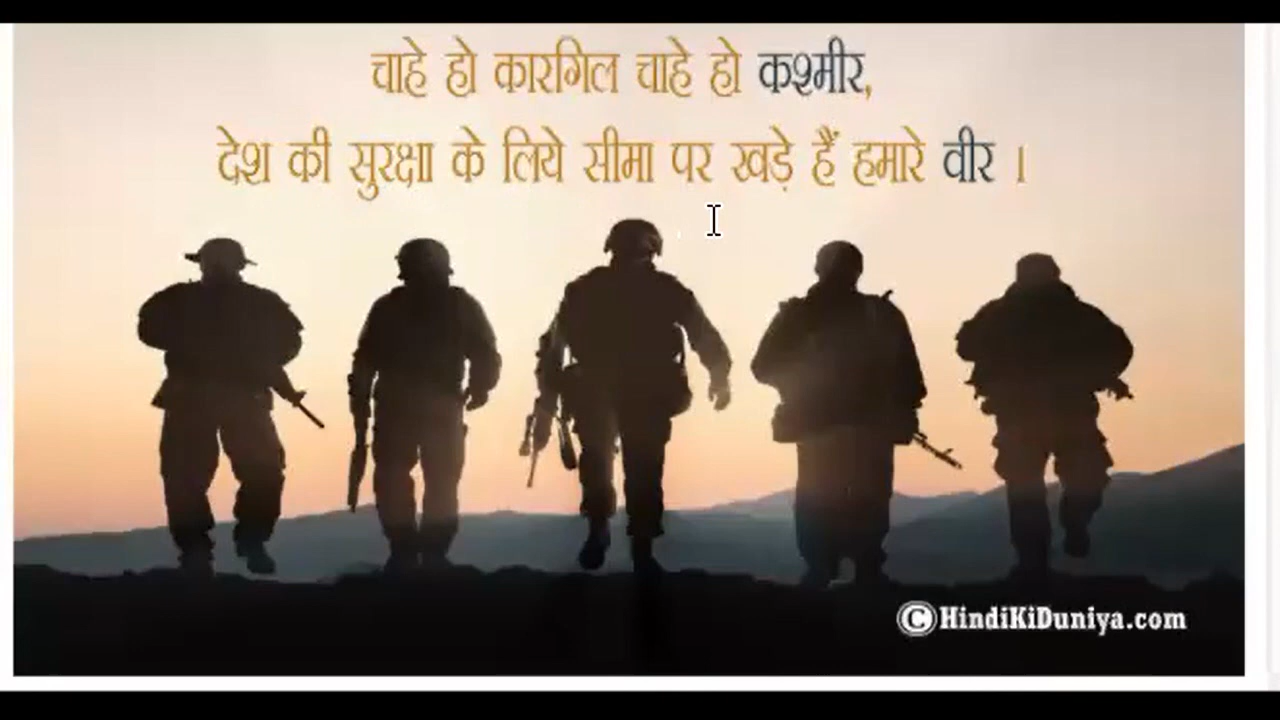 चाहे हो कारगिल चाहे हो कश्मीर,
देश की सुरक्षा के लिये सीमा पर खड़े हैं हमारे वीर ।
©HindiKiDuniya.com